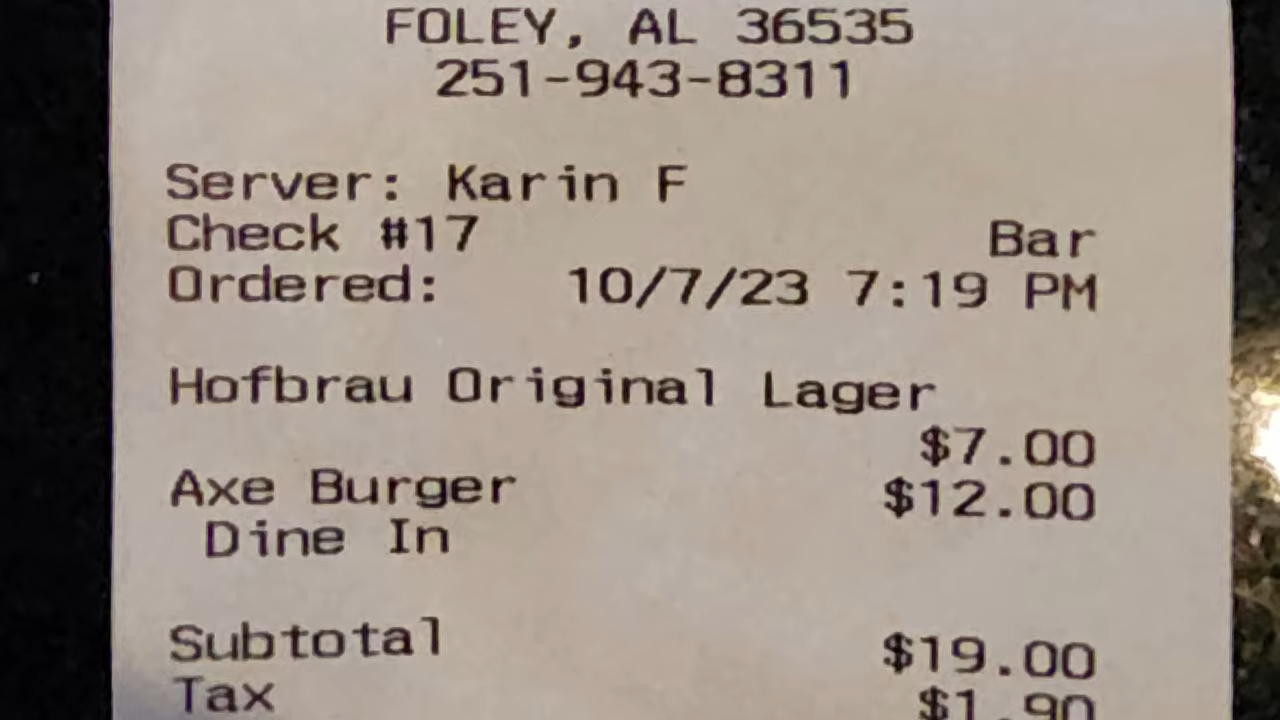 FOLEY, AL 36535
251-943-8311
Server: Karin F
Check #17 Bar
Ordered: 10/7/23 7:19 PM
Hofbrau Original Lager
$7.00
Axe Burger $12.00
Dine In
Subtotal $19.00
Tax $1.90